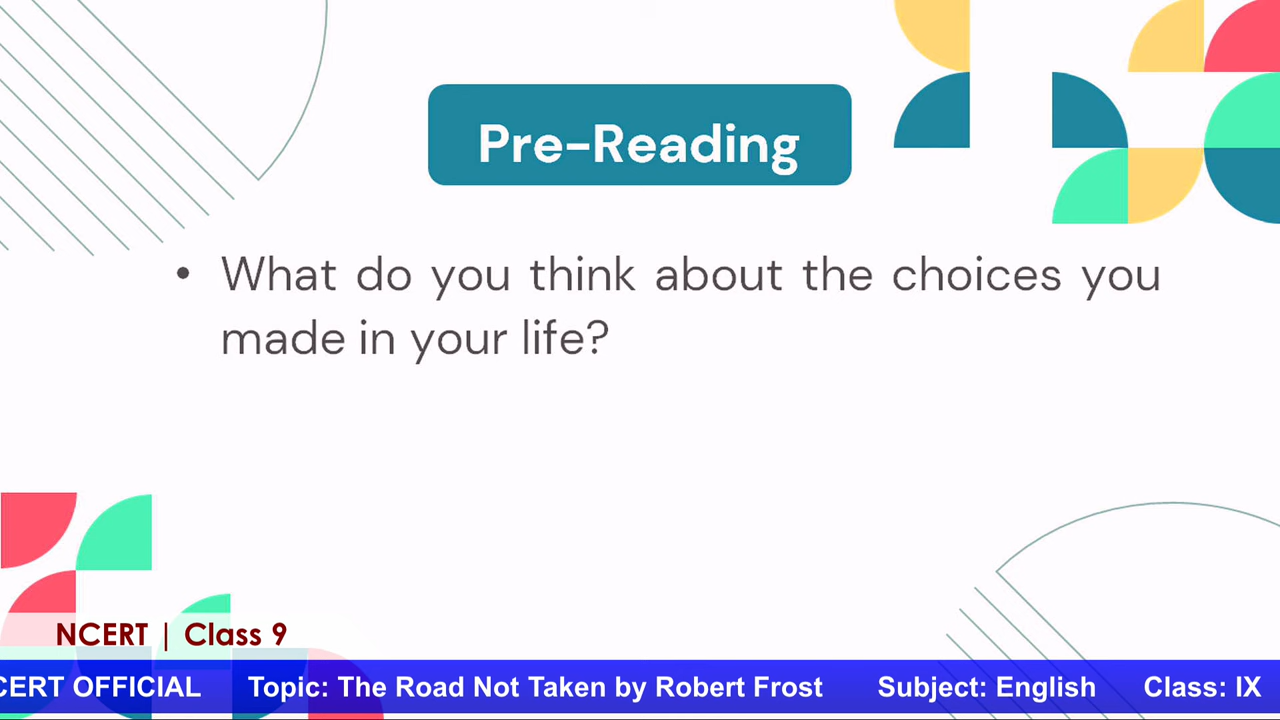 Pre-Reading
• What do you think about the choices you
made in your life?
NCERT | Class 9
CERT OFFICIAL Topic: The Road Not Taken by Robert Frost Subject: English Class: IX